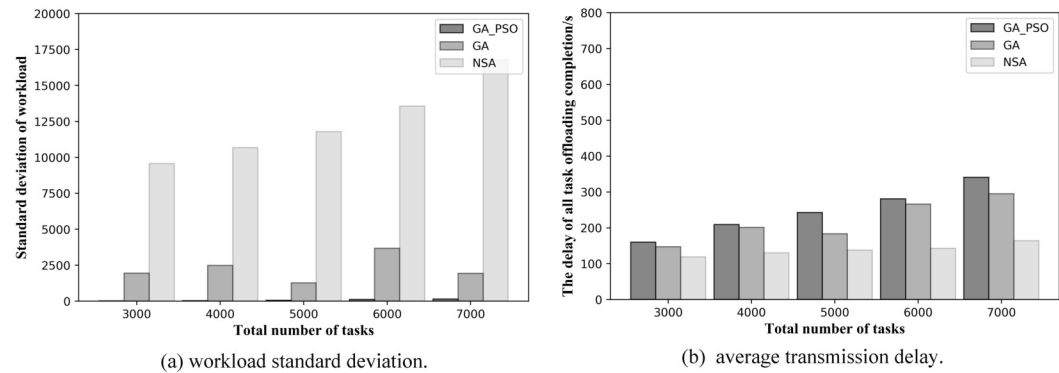 20000
17500
15000
12500
10000
7500
5000
2500
0
Standard deviation of workload
GA_PSO
GA
NSA
3000 4000 5000 6000 7000
Total number of tasks
(a) workload standard deviation.
800
700
600
500
400
300
200
100
0
The delay of all task offloading completion/s
GA_PSO
GA
NSA
3000 4000 5000 6000 7000
Total number of tasks
(b) average transmission delay.